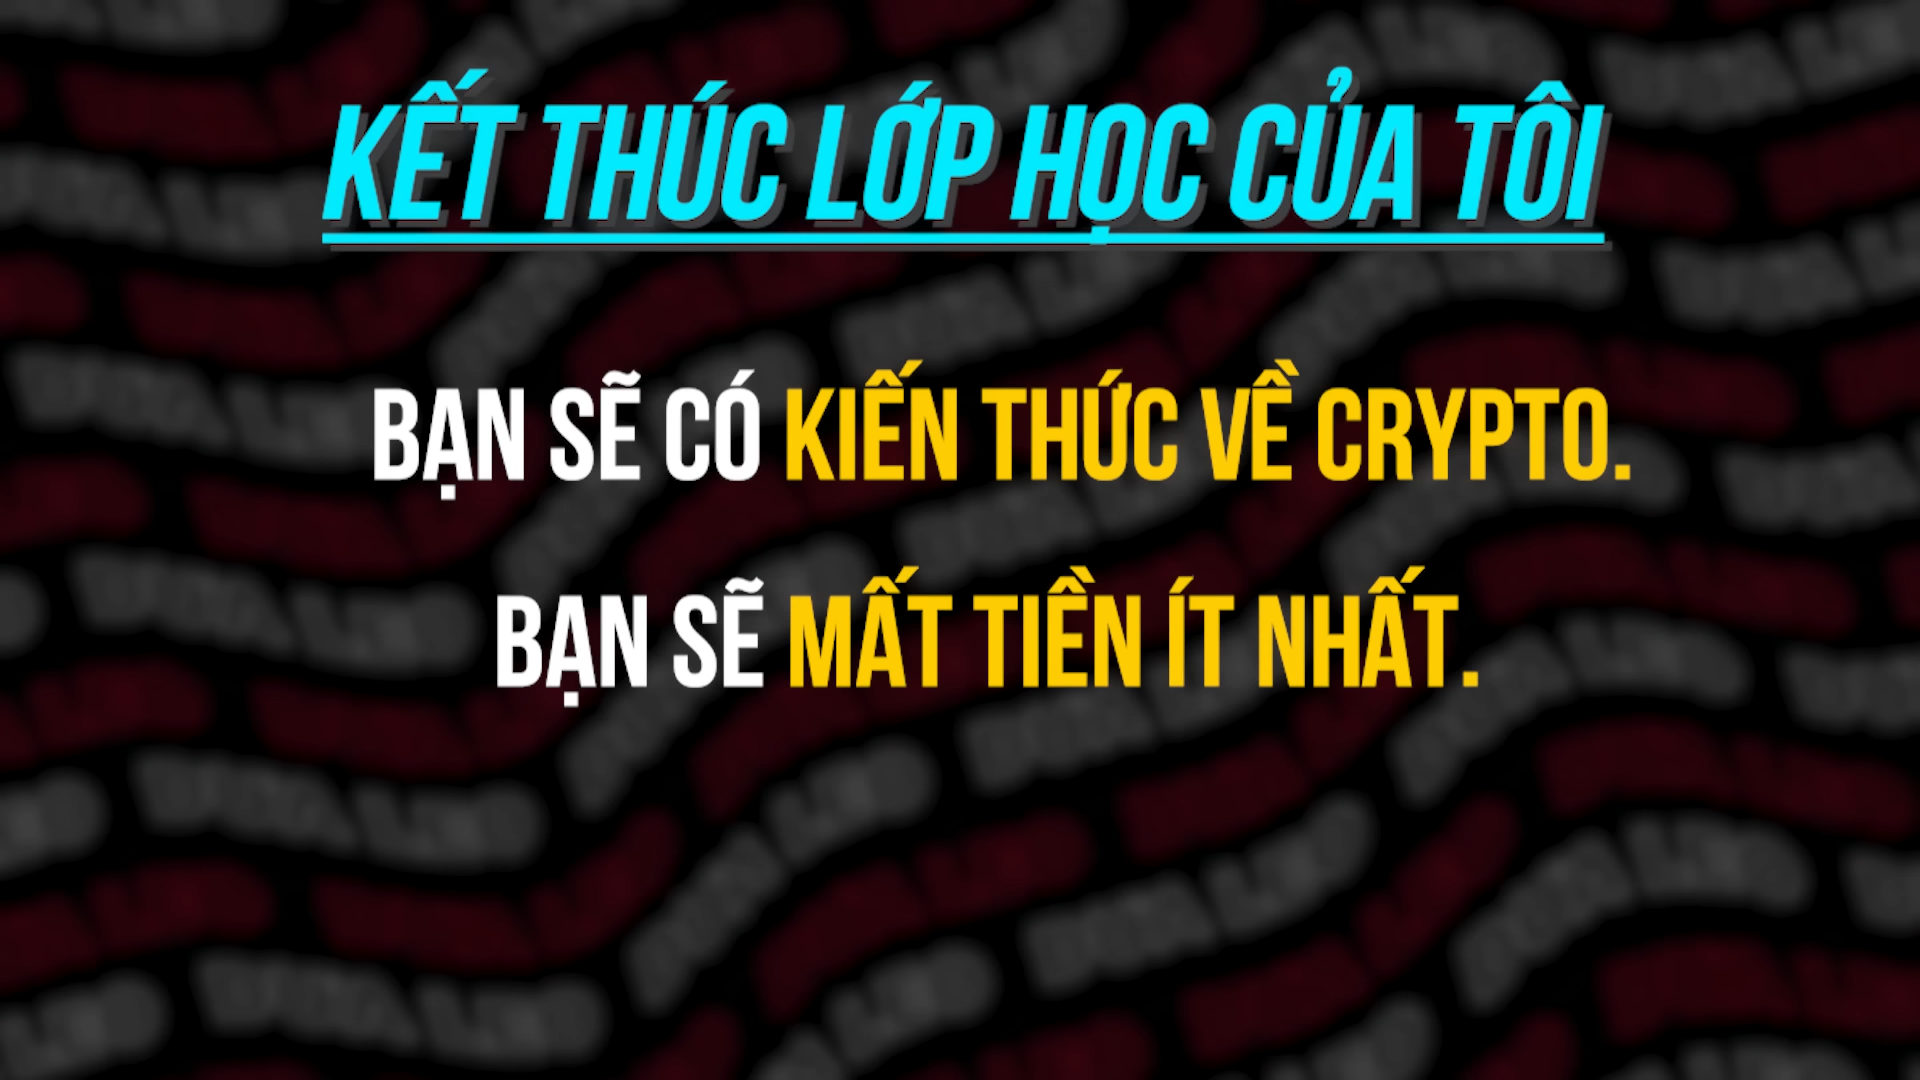 KẾT THÚC LỚP HỌC CỦA TÔI
BẠN SẼ CÓ KIẾN THỨC VỀ CRYPTO.
BẠN SẼ MẤT TIỀN ÍT NHẤT.